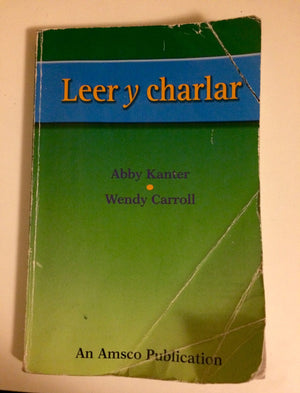 Leer y charlar
Abby Kanter
Wendy Carroll
An Amsco Publication